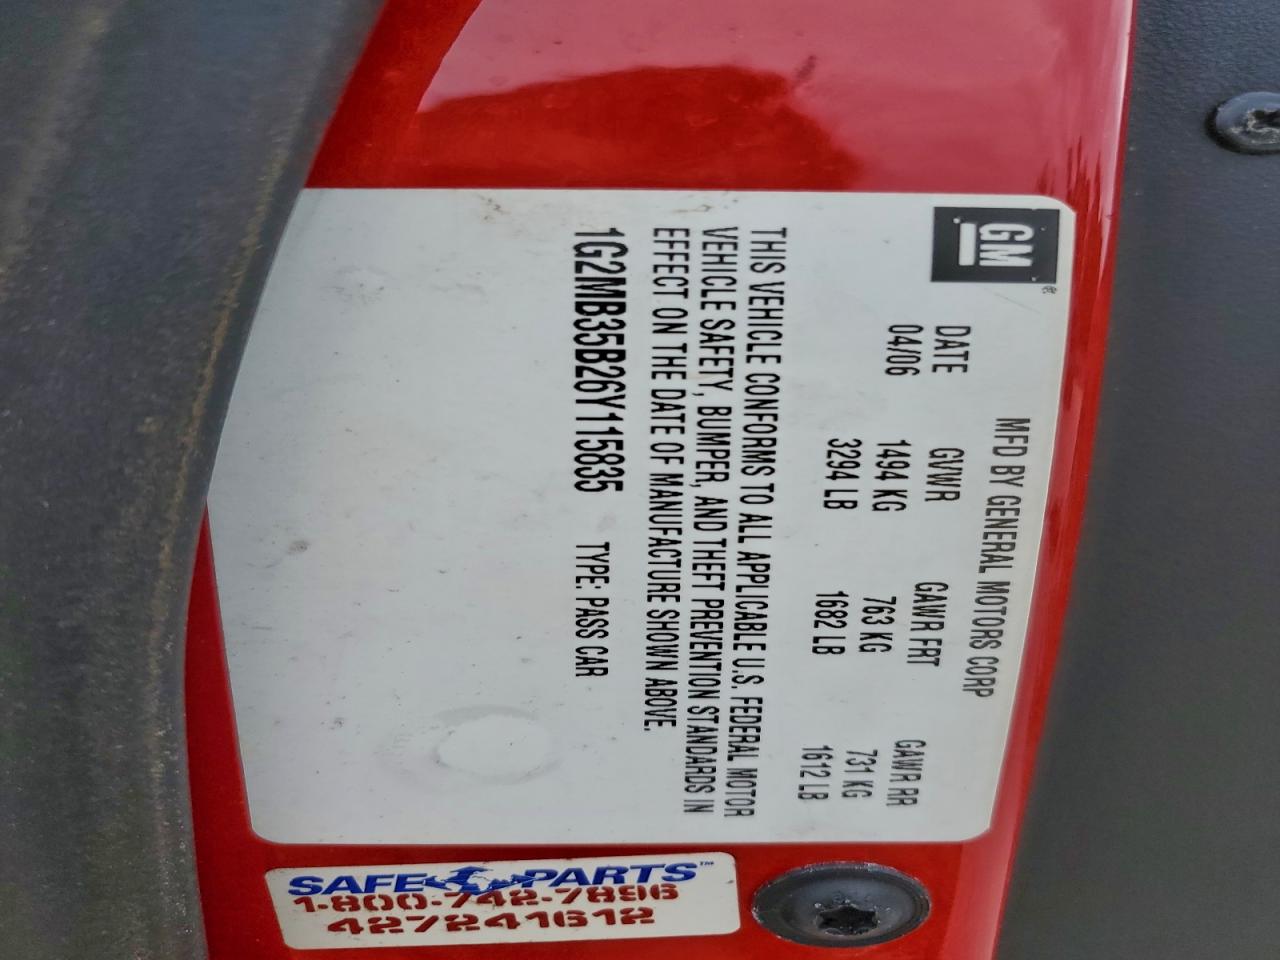 GM
MFD BY GENERAL MOTORS CORP
DATE GVWR GAWR FRT GAWR RR
04/06 1494 KG 763 KG 731 KG
3294 LB 1682 LB 1612 LB
THIS VEHICLE CONFORMS TO ALL APPLICABLE U.S. FEDERAL MOTOR
VEHICLE SAFETY, BUMPER, AND THEFT PREVENTION STANDARDS IN
EFFECT ON THE DATE OF MANUFACTURE SHOWN ABOVE.
1G2MB35B26Y115835 TYPE: PASS CAR
SAFE PARTS™
1-800-742-7896
427241612